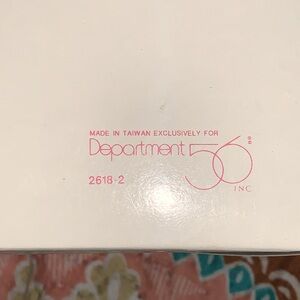 MADE IN TAIWAN EXCLUSIVELY FOR
Department 56
2618-2
INC